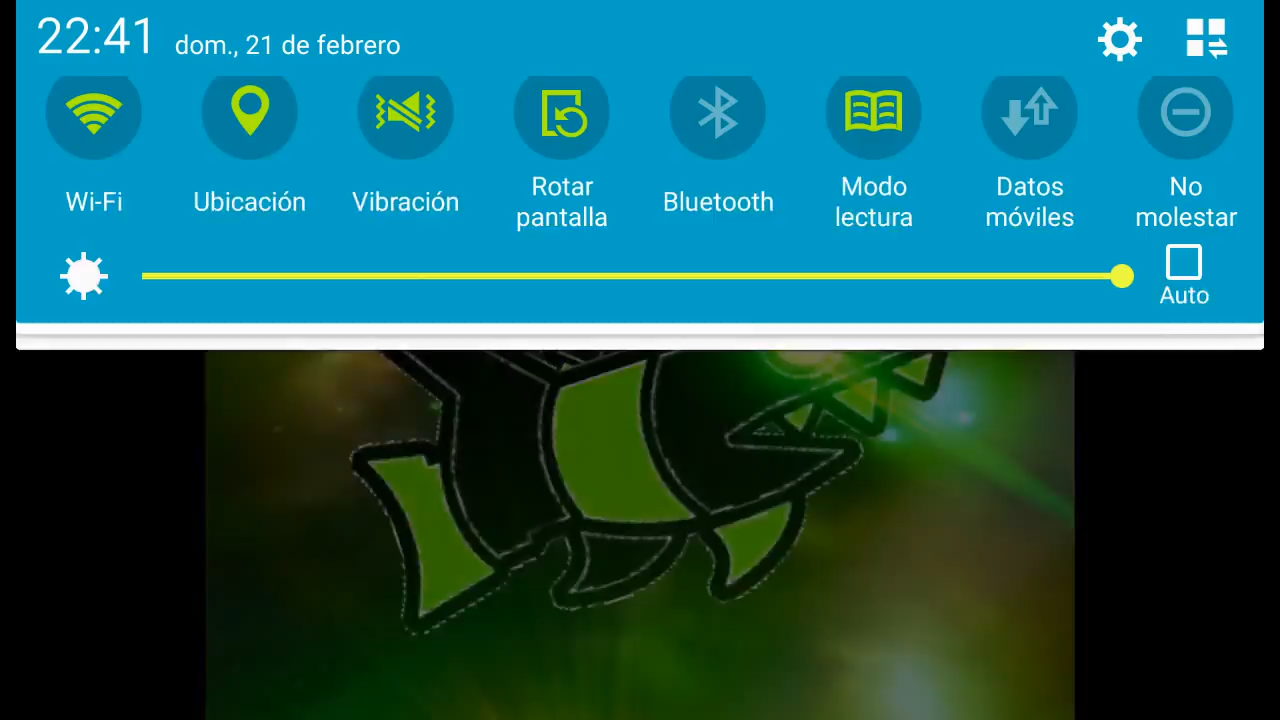 22:41 dom., 21 de febrero
Wi-Fi
Ubicación
Vibración
Rotar
pantalla
Bluetooth
Modo
lectura
Datos
móviles
No
molestar
Auto